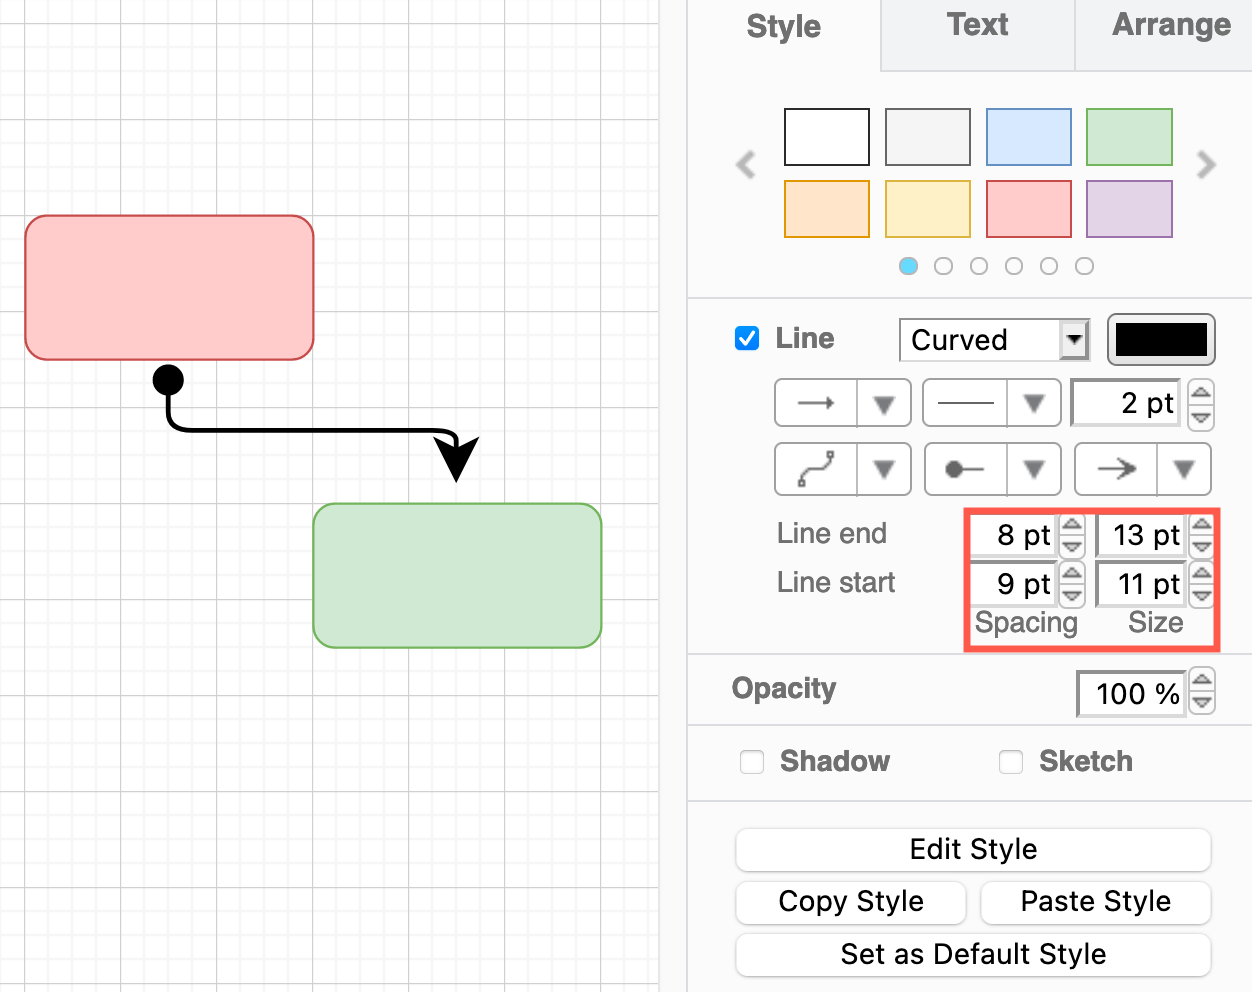 Style Text Arrange
Line Curved
2 pt
Line end 8 pt 13 pt
Line start 9 pt 11 pt
Spacing Size
Opacity 100 %
Shadow Sketch
Edit Style
Copy Style Paste Style
Set as Default Style